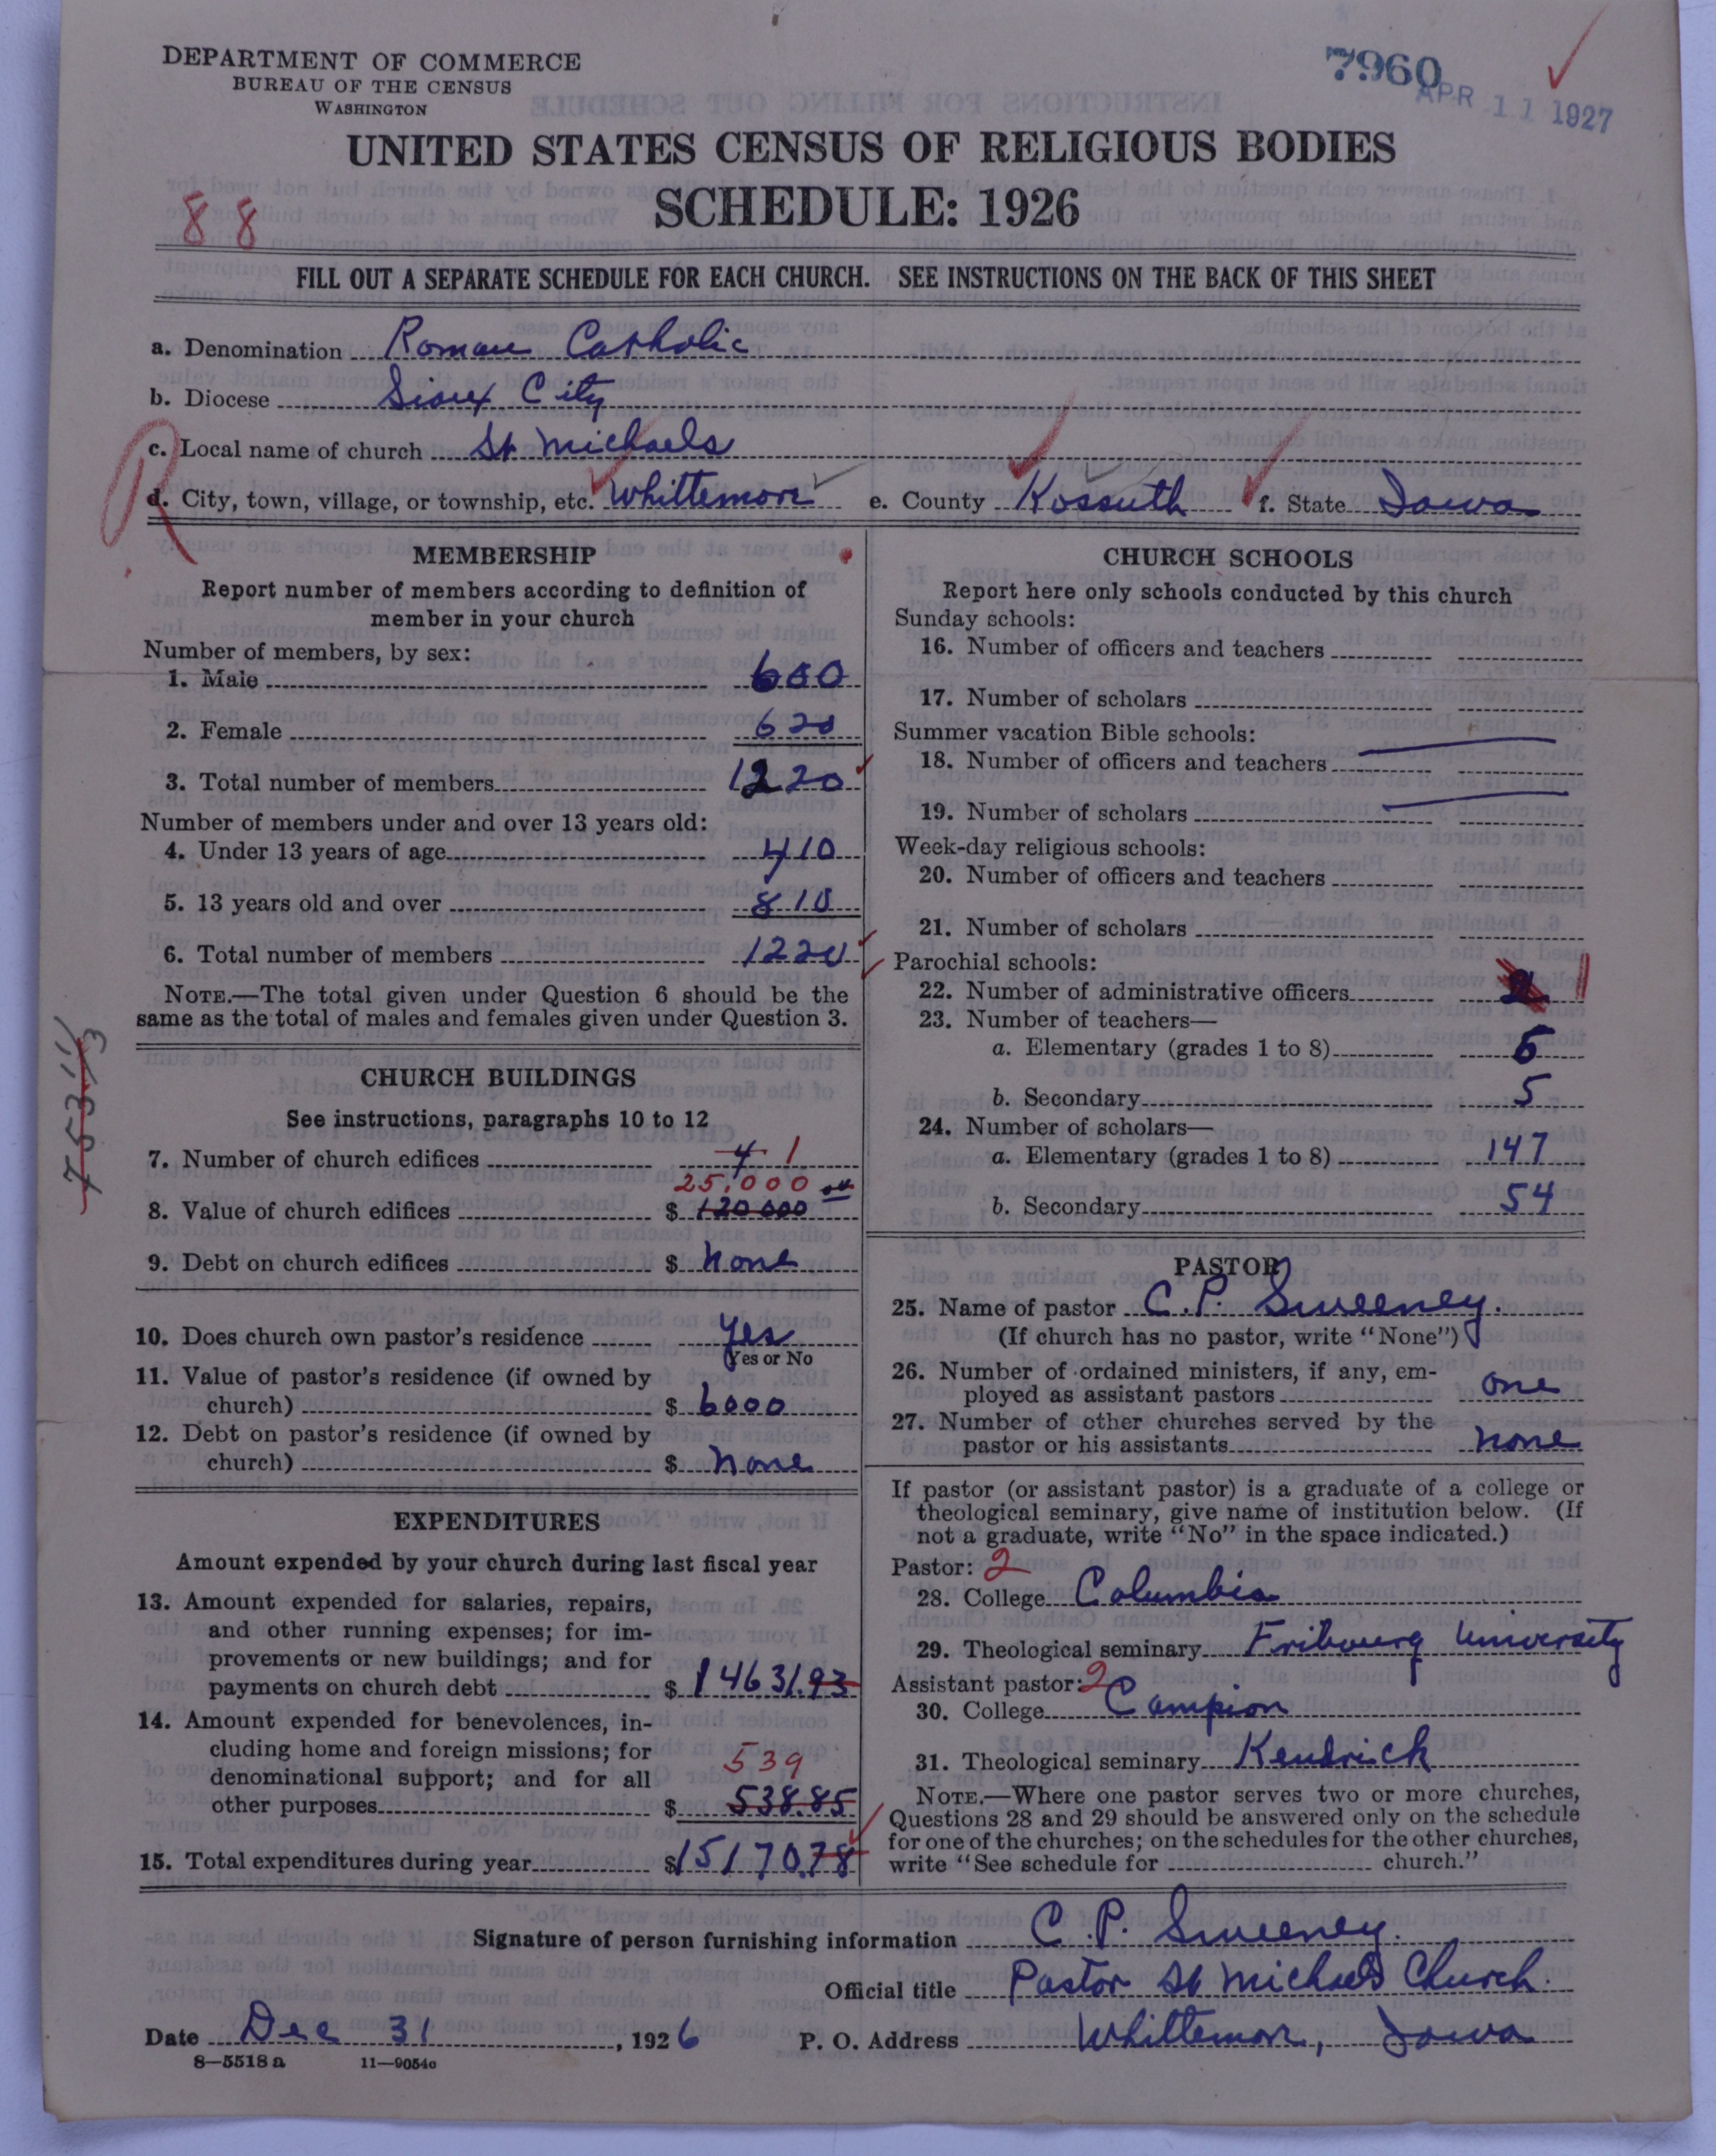 DEPARTMENT OF COMMERCE
BUREAU OF THE CENSUS
WASHINGTON
7960
APR 11 1927
UNITED STATES CENSUS OF RELIGIOUS BODIES
SCHEDULE: 1926
88
FILL OUT A SEPARATE SCHEDULE FOR EACH CHURCH. SEE INSTRUCTIONS ON THE BACK OF THIS SHEET
a. Denomination Roman Catholic
b. Diocese Sioux City
c. Local name of church St Michaels
R
d. City, town, village, or township, etc. Whittemore e. County Kossuth f. State Iowa
MEMBERSHIP
Report number of members according to definition of
member in your church
Number of members, by sex:
1. Male 600
2. Female 620
3. Total number of members 1220
Number of members under and over 13 years old:
4. Under 13 years of age 410
5. 13 years old and over 810
6. Total number of members 1220
NOTE.—The total given under Question 6 should be the
same as the total of males and females given under Question 3.
CHURCH BUILDINGS
See instructions, paragraphs 10 to 12
7. Number of church edifices 4 1
25,000
8. Value of church edifices $ 120 000
9. Debt on church edifices $ None
10. Does church own pastor's residence yes
Yes or No
11. Value of pastor's residence (if owned by
church) $ 6000
12. Debt on pastor's residence (if owned by
church) $ None
EXPENDITURES
Amount expended by your church during last fiscal year
13. Amount expended for salaries, repairs,
and other running expenses; for im-
provements or new buildings; and for
payments on church debt $ 14631.93
14. Amount expended for benevolences, in-
cluding home and foreign missions; for
denominational support; and for all
539
other purposes $ 538.85
15. Total expenditures during year $ 15170.78
CHURCH SCHOOLS
Report here only schools conducted by this church
Sunday schools:
16. Number of officers and teachers
17. Number of scholars
Summer vacation Bible schools:
18. Number of officers and teachers
19. Number of scholars
Week-day religious schools:
20. Number of officers and teachers
21. Number of scholars
Parochial schools:
22. Number of administrative officers 1
23. Number of teachers—
a. Elementary (grades 1 to 8) 6
b. Secondary 5
24. Number of scholars—
a. Elementary (grades 1 to 8) 147
b. Secondary 54
PASTOR
25. Name of pastor C.P. Sweeney.
(If church has no pastor, write "None")
26. Number of ordained ministers, if any, em-
ployed as assistant pastors one
27. Number of other churches served by the
pastor or his assistants None
If pastor (or assistant pastor) is a graduate of a college or
theological seminary, give name of institution below. (If
not a graduate, write "No" in the space indicated.)
Pastor: 2
28. College Columbia
29. Theological seminary Fribourg University
Assistant pastor: 2
30. College Campion
31. Theological seminary Kendrick
NOTE.—Where one pastor serves two or more churches,
Questions 28 and 29 should be answered only on the schedule
for one of the churches; on the schedules for the other churches,
write "See schedule for church."
Signature of person furnishing information C.P. Sweeney.
Official title Pastor St Michaels Church.
Date Dec 31, 1926 P. O. Address Whittemore, Iowa
8—5518 a 11—9054c